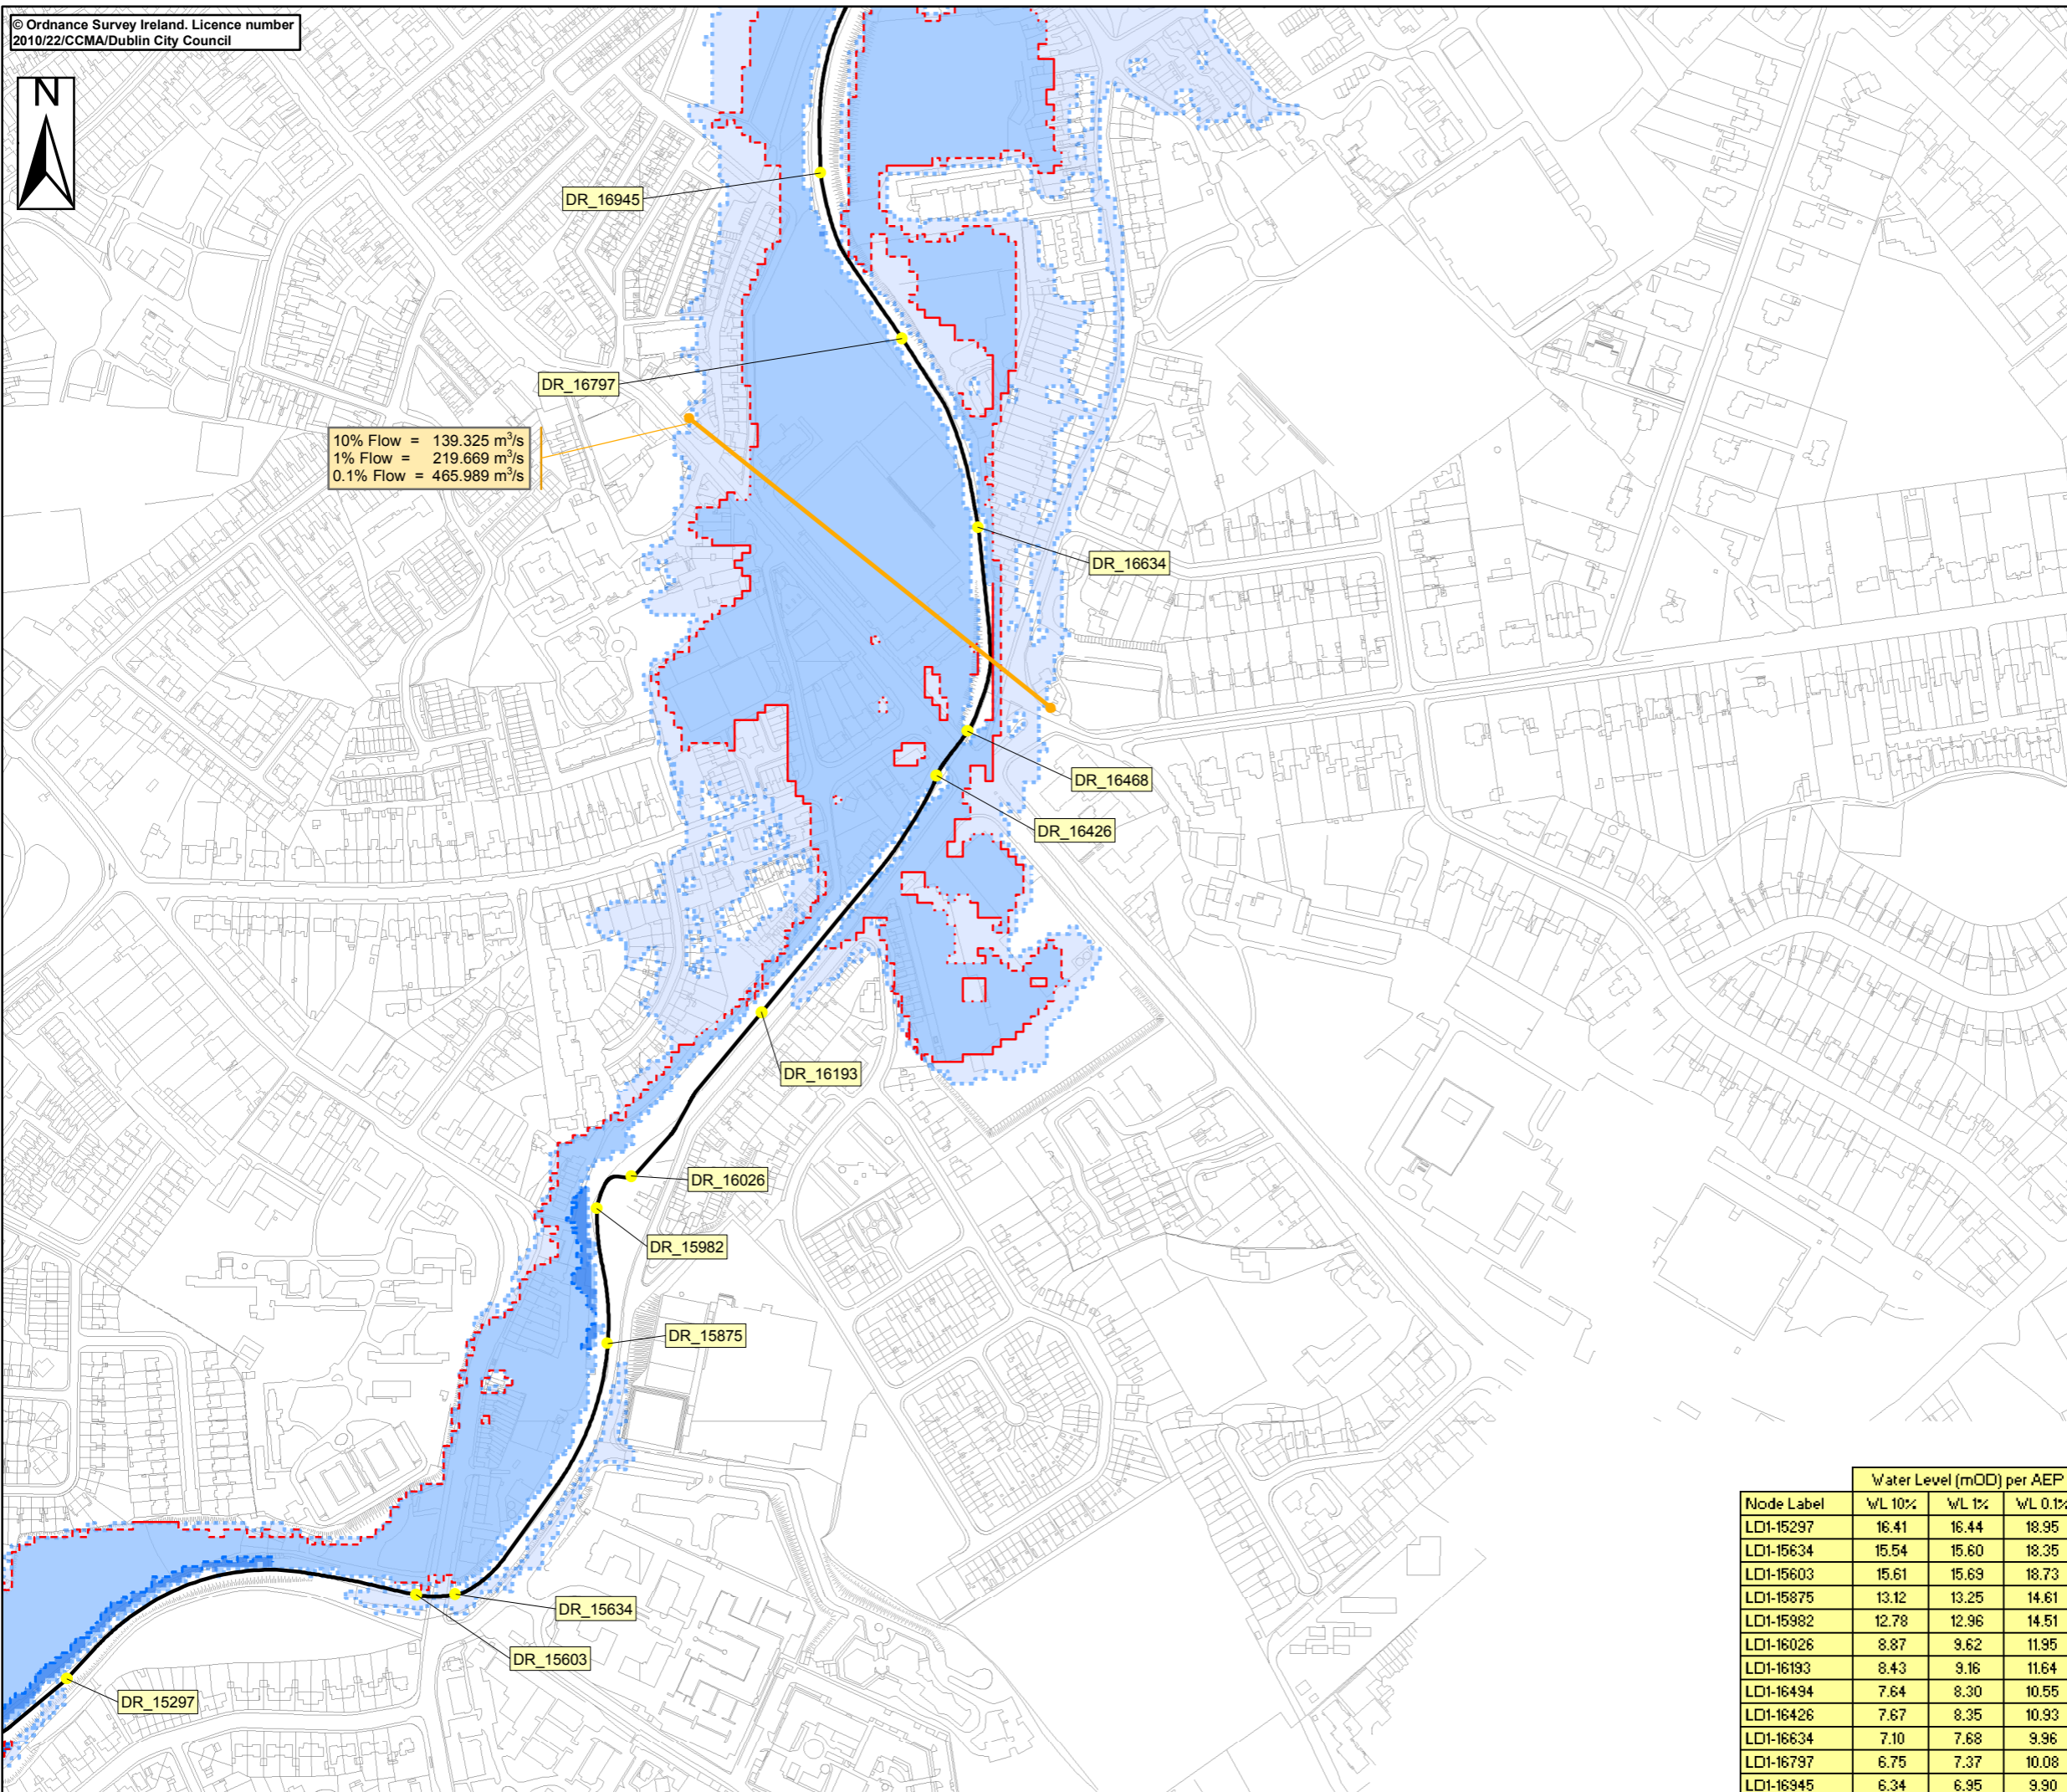 © Ordnance Survey Ireland. Licence number
2010/22/CCMA/Dublin City Council
N
DR_16945
DR_16797
10% Flow = 139.325 m³/s
1% Flow = 219.669 m³/s
0.1% Flow = 465.989 m³/s
DR_16634
DR_16468
DR_16426
DR_16193
DR_16026
DR_15982
DR_15875
DR_15634
DR_15603
DR_15297
Water Level (mOD) per AEP
Node Label WL 10% WL 1% WL 0.1%
LD1-15297 16.41 16.44 18.95
LD1-15634 15.54 15.60 18.35
LD1-15603 15.61 15.69 18.73
LD1-15875 13.12 13.25 14.61
LD1-15982 12.78 12.96 14.51
LD1-16026 8.87 9.62 11.95
LD1-16193 8.43 9.16 11.64
LD1-16494 7.64 8.30 10.55
LD1-16426 7.67 8.35 10.93
LD1-16634 7.10 7.68 9.96
LD1-16797 6.75 7.37 10.08
LD1-16945 6.34 6.95 9.90